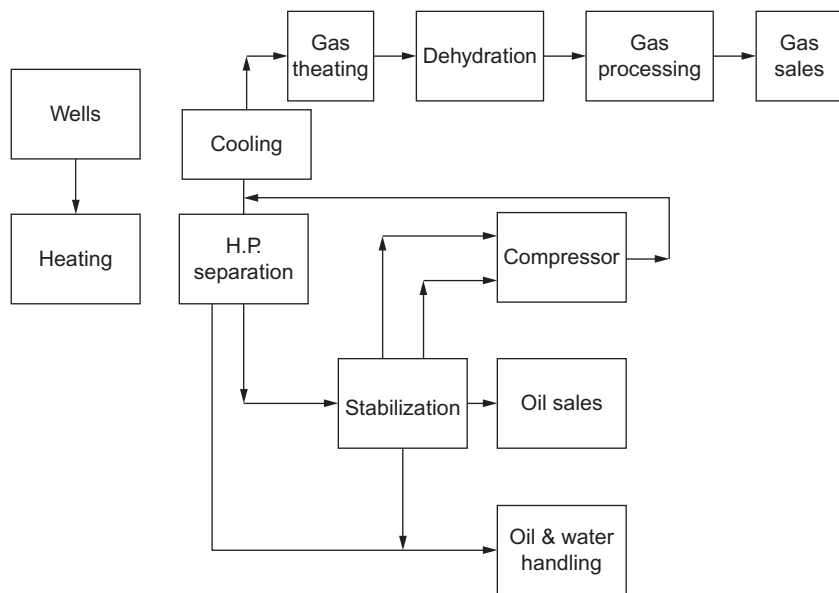 Gas
theating
Dehydration
Gas
processing
Gas
sales
Wells
Cooling
Heating
H.P.
separation
Compressor
Stabilization
Oil sales
Oil & water
handling